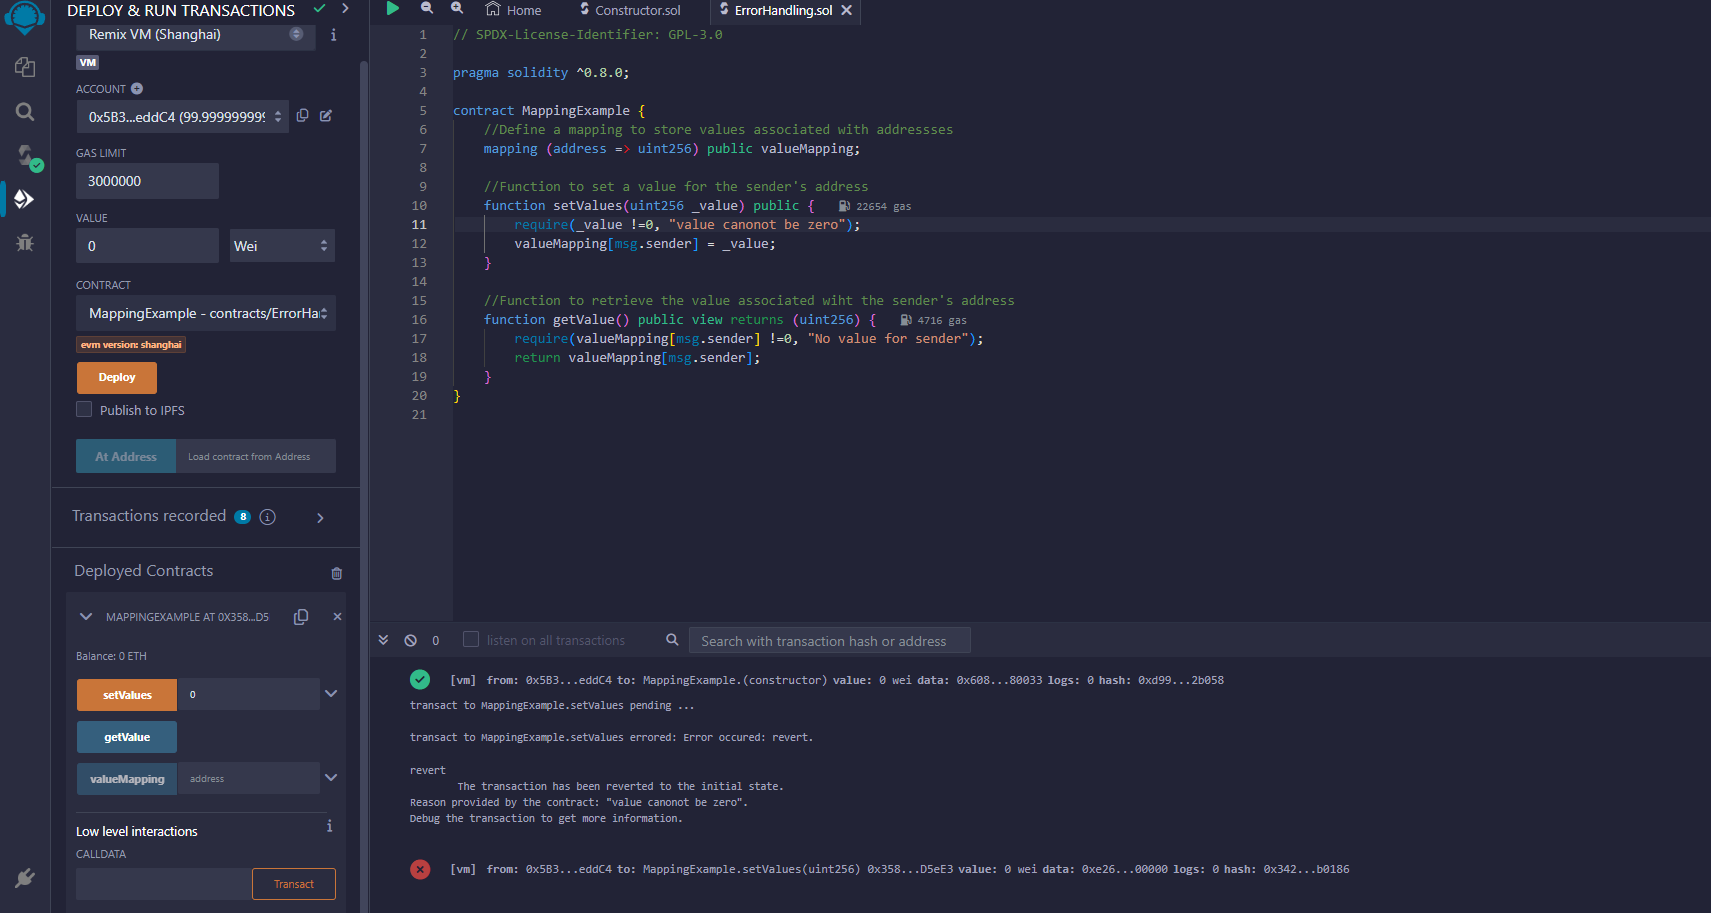 DEPLOY & RUN TRANSACTIONS
Remix VM (Shanghai)
VM
ACCOUNT
0x5B3...eddC4 (99.999999999
GAS LIMIT
3000000
VALUE
0
Wei
CONTRACT
MappingExample - contracts/ErrorHa
evm version: shanghai
Deploy
Publish to IPFS
At Address
Load contract from Address
Transactions recorded 8
Deployed Contracts
MAPPINGEXAMPLE AT 0X358...D5
Balance: 0 ETH
setValues 0
getValue
valueMapping address
Low level interactions
CALLDATA
Transact
Home
Constructor.sol
ErrorHandling.sol
1 // SPDX-License-Identifier: GPL-3.0
2
3 pragma solidity ^0.8.0;
4
5 contract MappingExample {
6 //Define a mapping to store values associated with addressses
7 mapping (address => uint256) public valueMapping;
8
9 //Function to set a value for the sender's address
10 function setValues(uint256 _value) public { 22654 gas
11 require(_value !=0, "value canonot be zero");
12 valueMapping[msg.sender] = _value;
13 }
14
15 //Function to retrieve the value associated wiht the sender's address
16 function getValue() public view returns (uint256) { 4716 gas
17 require(valueMapping[msg.sender] !=0, "No value for sender");
18 return valueMapping[msg.sender];
19 }
20 }
21
0 listen on all transactions Search with transaction hash or address
[vm] from: 0x5B3...eddC4 to: MappingExample.(constructor) value: 0 wei data: 0x608...80033 logs: 0 hash: 0xd99...2b058
transact to MappingExample.setValues pending ...
transact to MappingExample.setValues errored: Error occured: revert.
revert
The transaction has been reverted to the initial state.
Reason provided by the contract: "value canonot be zero".
Debug the transaction to get more information.
[vm] from: 0x5B3...eddC4 to: MappingExample.setValues(uint256) 0x358...D5eE3 value: 0 wei data: 0xe26...00000 logs: 0 hash: 0x342...b0186